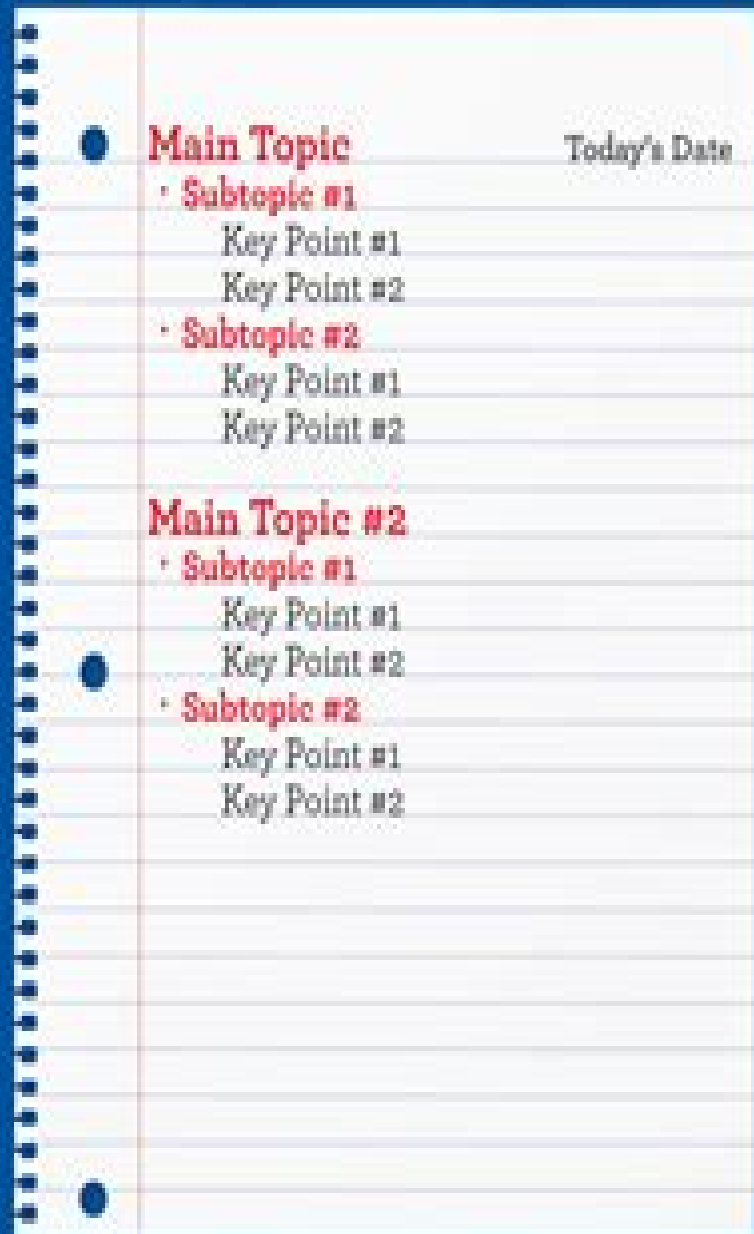 Main Topic Today's Date
· Subtopic #1
Key Point #1
Key Point #2
· Subtopic #2
Key Point #1
Key Point #2
Main Topic #2
· Subtopic #1
Key Point #1
Key Point #2
· Subtopic #2
Key Point #1
Key Point #2